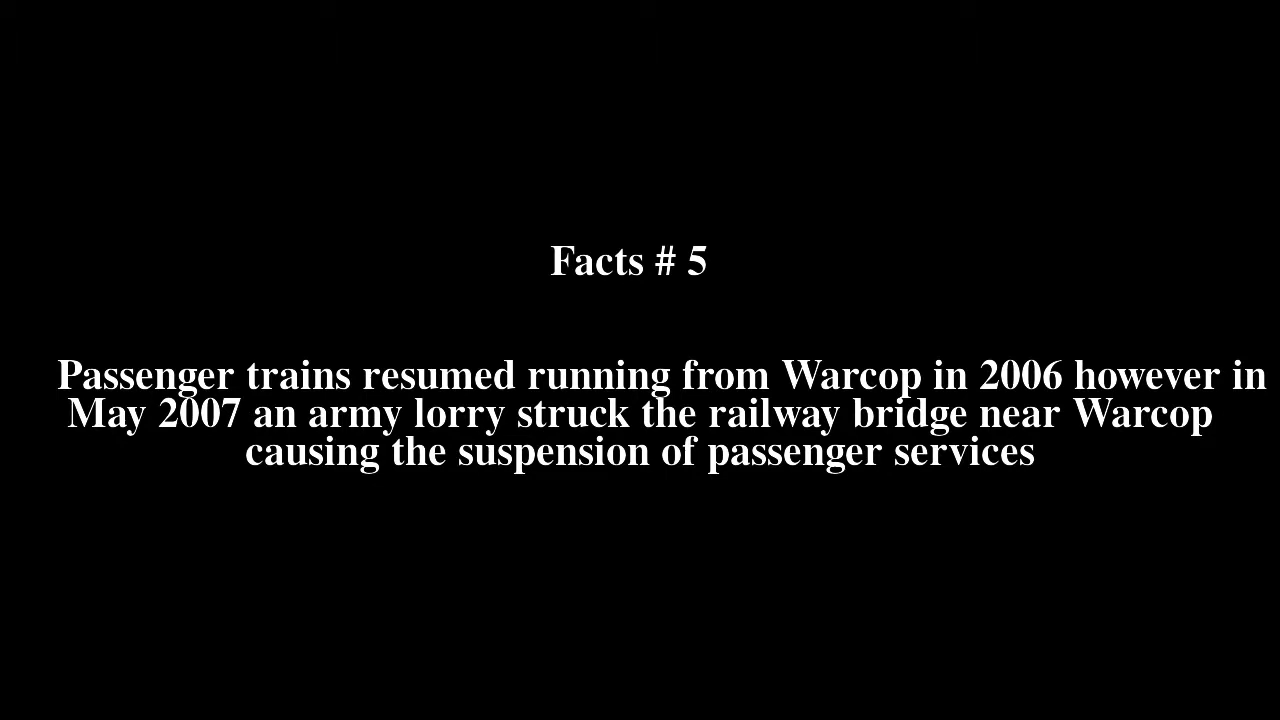 Facts # 5
Passenger trains resumed running from Warcop in 2006 however in
May 2007 an army lorry struck the railway bridge near Warcop
causing the suspension of passenger services